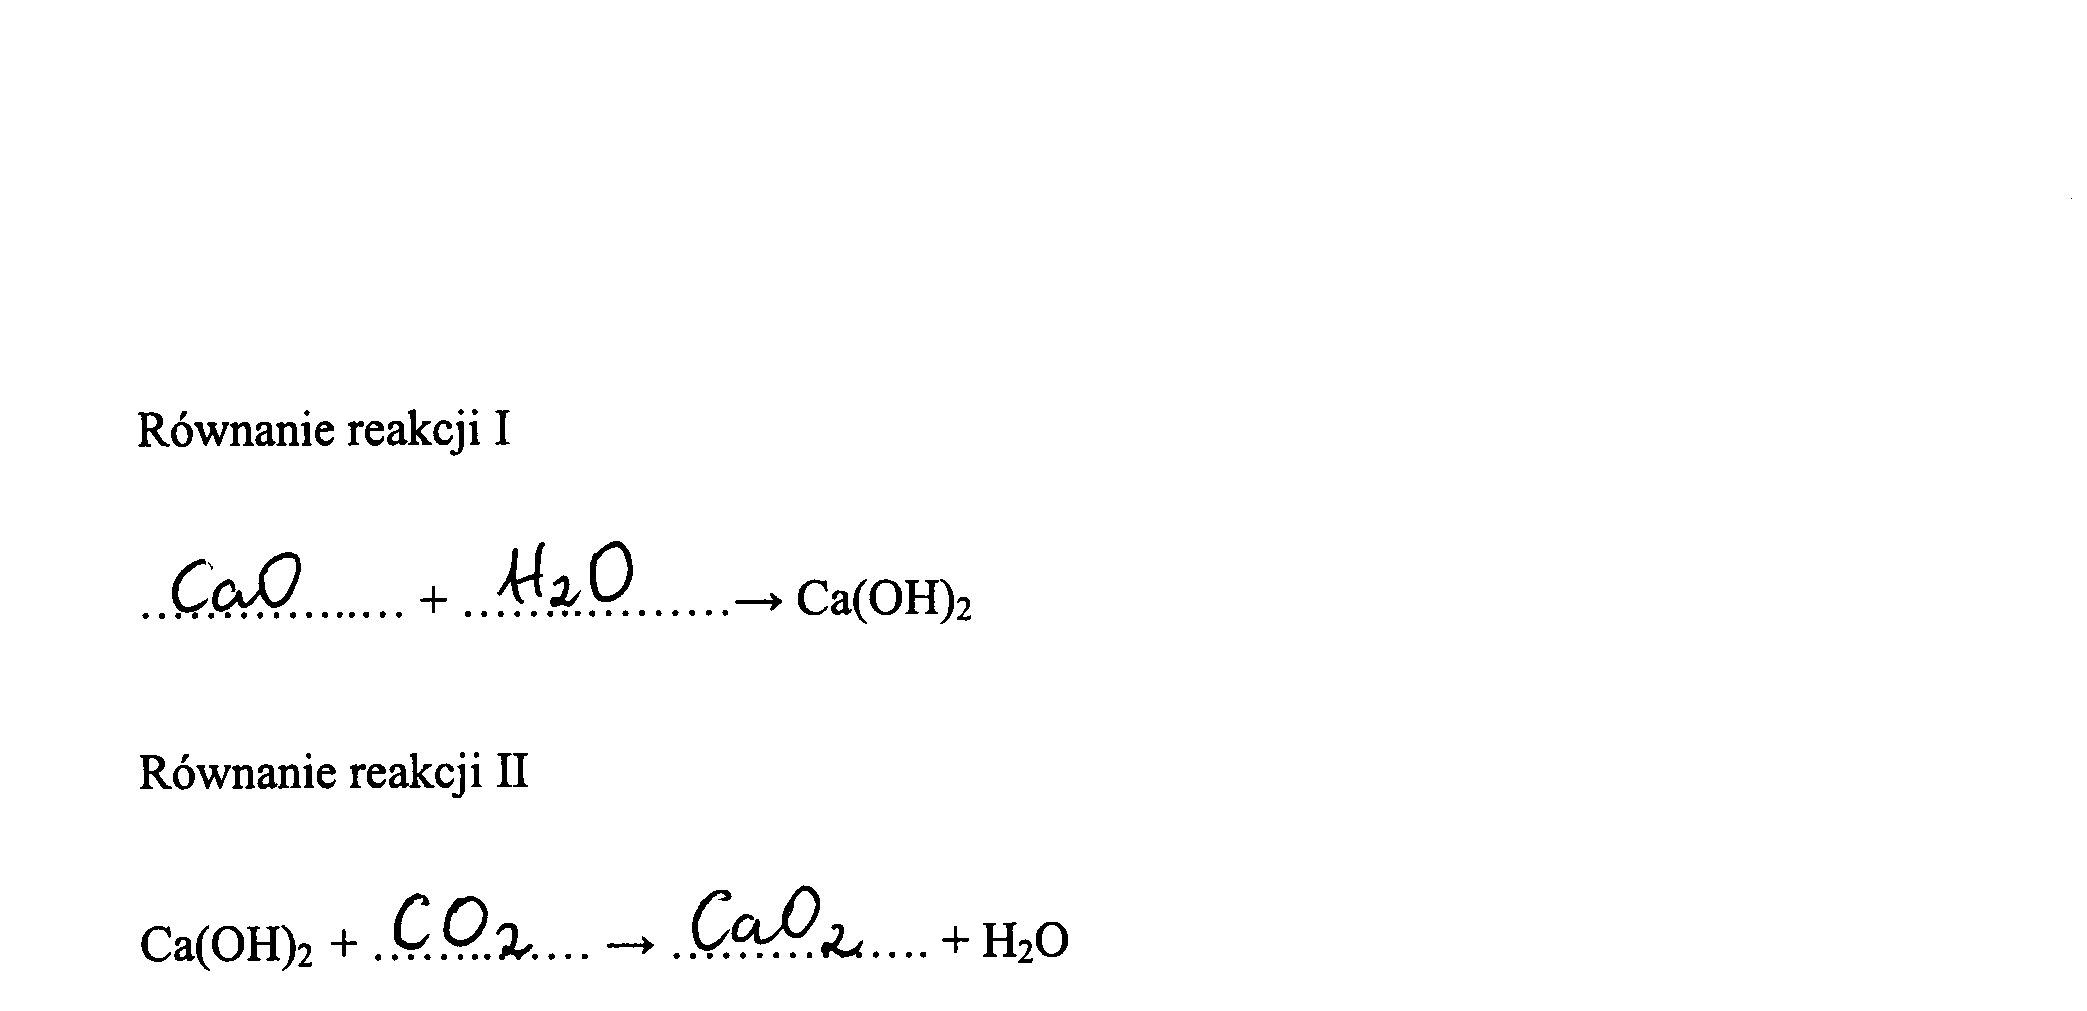 Równanie reakcji I
..CaO....... + ...H₂O.......→ Ca(OH)₂
Równanie reakcji II
Ca(OH)₂ + ..CO₂.... → ..CaO₂.... + H₂O